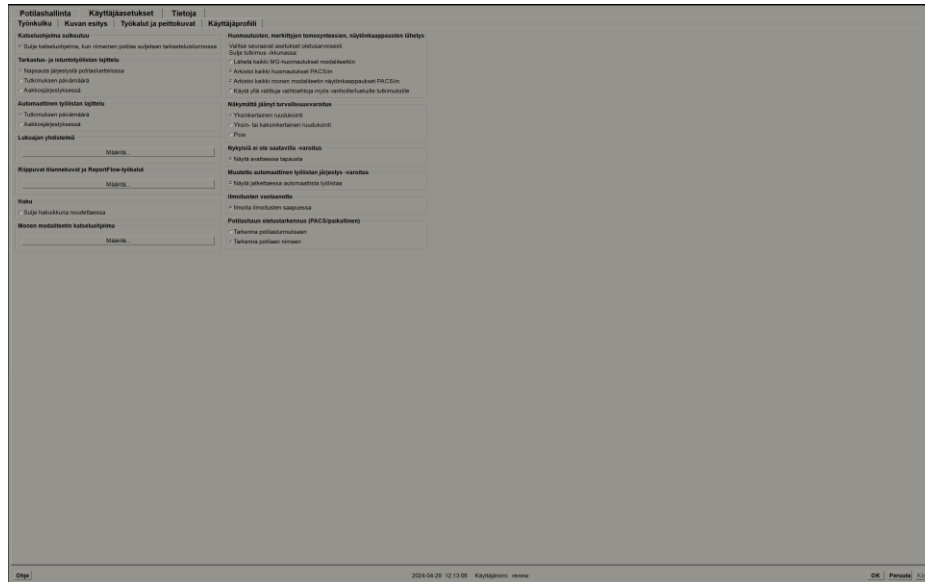 Potilashallinta Käyttäjäasetukset Tietoja
Työnkulku Kuvan esitys Työkalut ja peittokuvat Käyttäjäprofiili
Katseluohjelma sulkeutuu
Sulje katseluohjelma, kun viimeinen potilas suljetaan tarkasteluistunnossa
Tarkastus- ja istuntotyölistan lajittelu
Napsauta järjestystä potilasluettelossa
Tutkimuksen päivämäärä
Aakkosjärjestyksessä
Automaattinen työlistan lajittelu
Tutkimuksen päivämäärä
Aakkosjärjestyksessä
Lukuajan yhdistelmä
Määritä...
Riippuvat tilannekuvat ja ReportFlow-työkalut
Määritä...
Haku
Sulje hakuikkuna noudettaessa
Monen modaliteetin katseluohjelma
Määritä...
Huomautusten, merkittyjen tomosynteesien, näytönkaappausten lähetys
Valitse seuraavat asetukset oletusarvoisesti
Sulje tutkimus -ikkunassa:
Lähetä kaikki MG-huomautukset modaliteettiin
Arkistoi kaikki huomautukset PACSiin
Arkistoi kaikki monen modaliteetin näytönkaappaukset PACSiin
Käytä yllä valittuja vaihtoehtoja myös vanhoille/luetuille tutkimuksille
Näkymättä jäänyt turvallisuusvaroitus
Yksinkertainen ruudukointi
Yksin- tai kaksinkertainen ruudukointi
Pois
Nykyisiä ei ole saatavilla -varoitus
Näytä avattaessa tapausta
Muutettu automaattinen työlistan järjestys -varoitus
Näytä jatkettaessa automaattista työlistaa
Ilmoitusten vastaanotto
Ilmoita ilmoitusten saapuessa
Potilashaun oletustarkennus (PACS/paikallinen)
Tarkenna potilastunnukseen
Tarkenna potilaan nimeen
Ohje 2024-04-29 12:13:06 Käyttäjänimi: review OK Peruuta